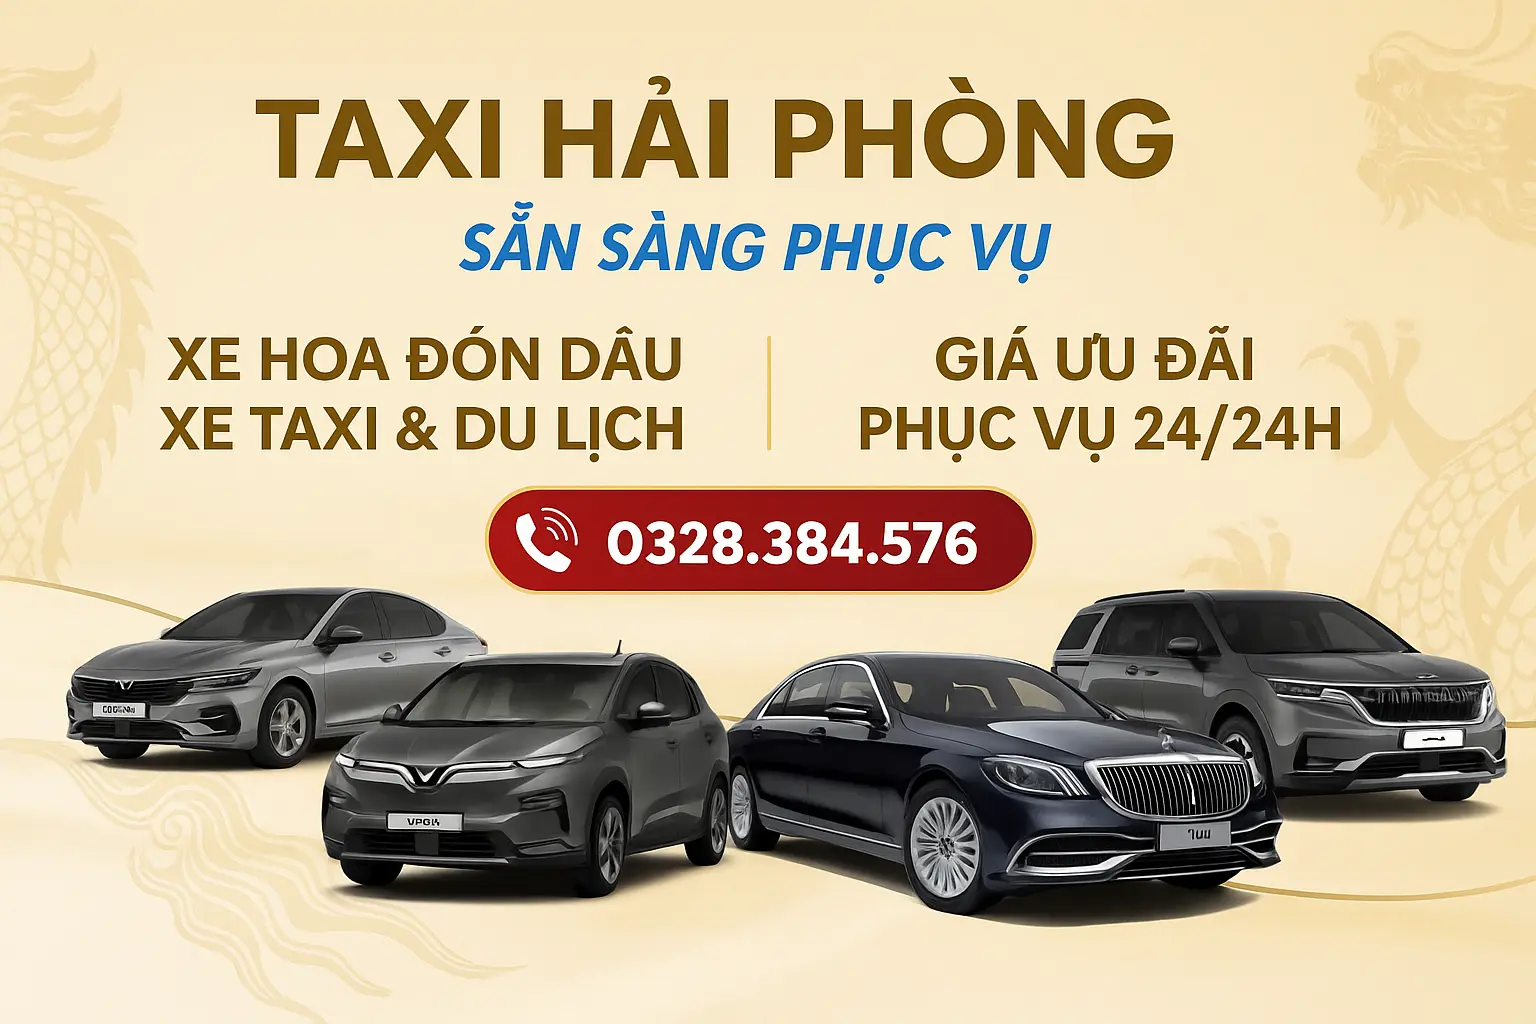 TAXI HẢI PHÒNG
SẴN SÀNG PHỤC VỤ
XE HOA ĐÓN DÂU
XE TAXI & DU LỊCH
GIÁ ƯU ĐÃI
PHỤC VỤ 24/24H
0328.384.576